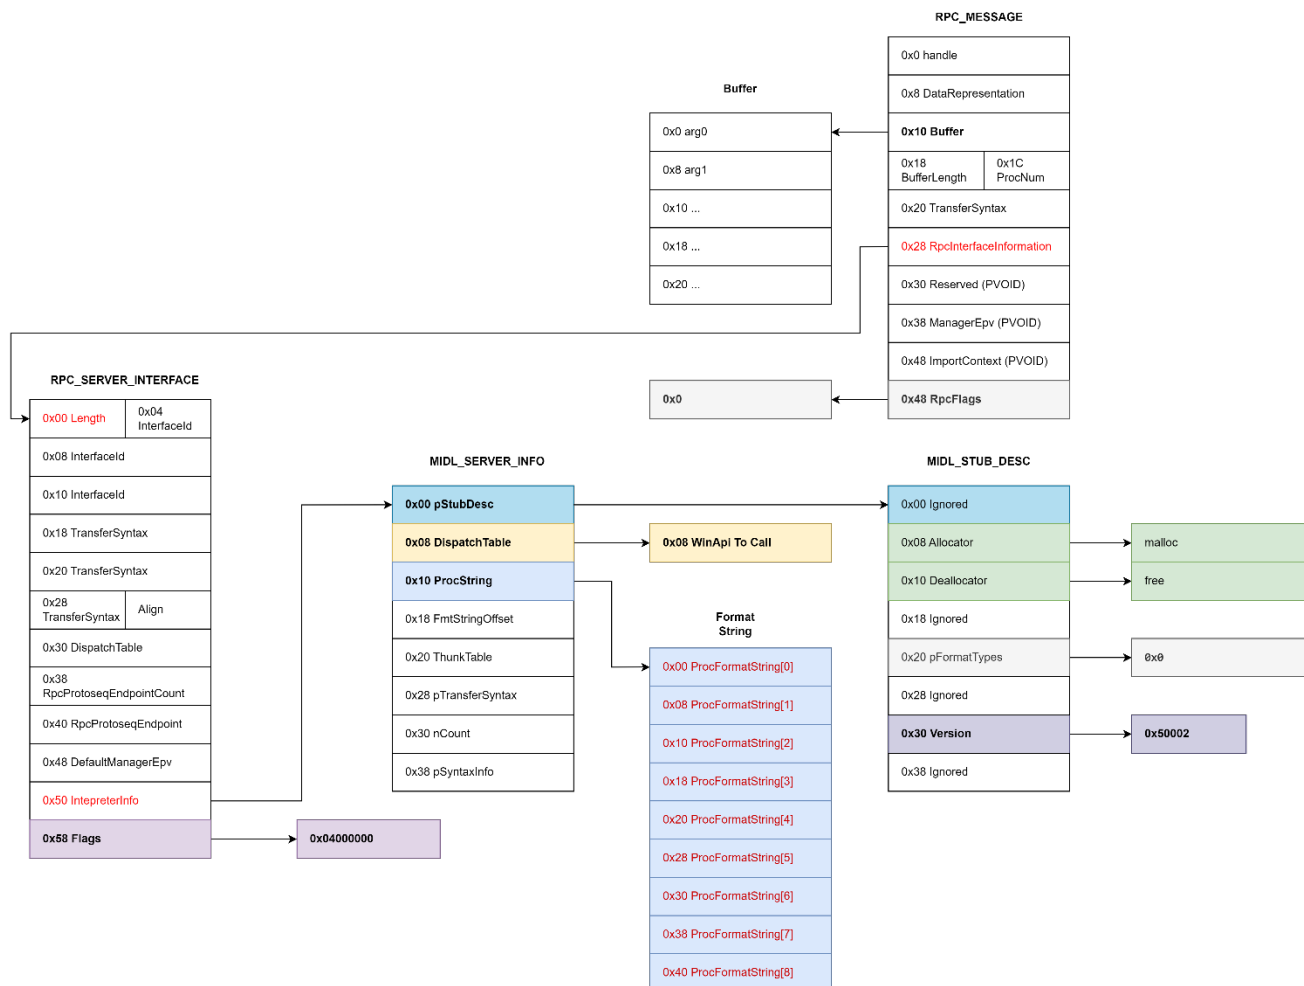 RPC_MESSAGE
0x0 handle
0x8 DataRepresentation
0x10 Buffer
0x18
BufferLength
0x1C
ProcNum
0x20 TransferSyntax
0x28 RpcInterfaceInformation
0x30 Reserved (PVOID)
0x38 ManagerEpv (PVOID)
0x48 ImportContext (PVOID)
0x48 RpcFlags
Buffer
0x0 arg0
0x8 arg1
0x10 ...
0x18 ...
0x20 ...
0x0
RPC_SERVER_INTERFACE
0x00 Length
0x04
InterfaceId
0x08 InterfaceId
0x10 InterfaceId
0x18 TransferSyntax
0x20 TransferSyntax
0x28
TransferSyntax
Align
0x30 DispatchTable
0x38
RpcProtoseqEndpointCount
0x40 RpcProtoseqEndpoint
0x48 DefaultManagerEpv
0x50 IntepreterInfo
0x58 Flags
0x04000000
MIDL_SERVER_INFO
0x00 pStubDesc
0x08 DispatchTable
0x10 ProcString
0x18 FmtStringOffset
0x20 ThunkTable
0x28 pTransferSyntax
0x30 nCount
0x38 pSyntaxInfo
0x08 WinApi To Call
Format
String
0x00 ProcFormatString[0]
0x08 ProcFormatString[1]
0x10 ProcFormatString[2]
0x18 ProcFormatString[3]
0x20 ProcFormatString[4]
0x28 ProcFormatString[5]
0x30 ProcFormatString[6]
0x38 ProcFormatString[7]
0x40 ProcFormatString[8]
MIDL_STUB_DESC
0x00 Ignored
0x08 Allocator
0x10 Deallocator
0x18 Ignored
0x20 pFormatTypes
0x28 Ignored
0x30 Version
0x38 Ignored
malloc
free
0x0
0x50002